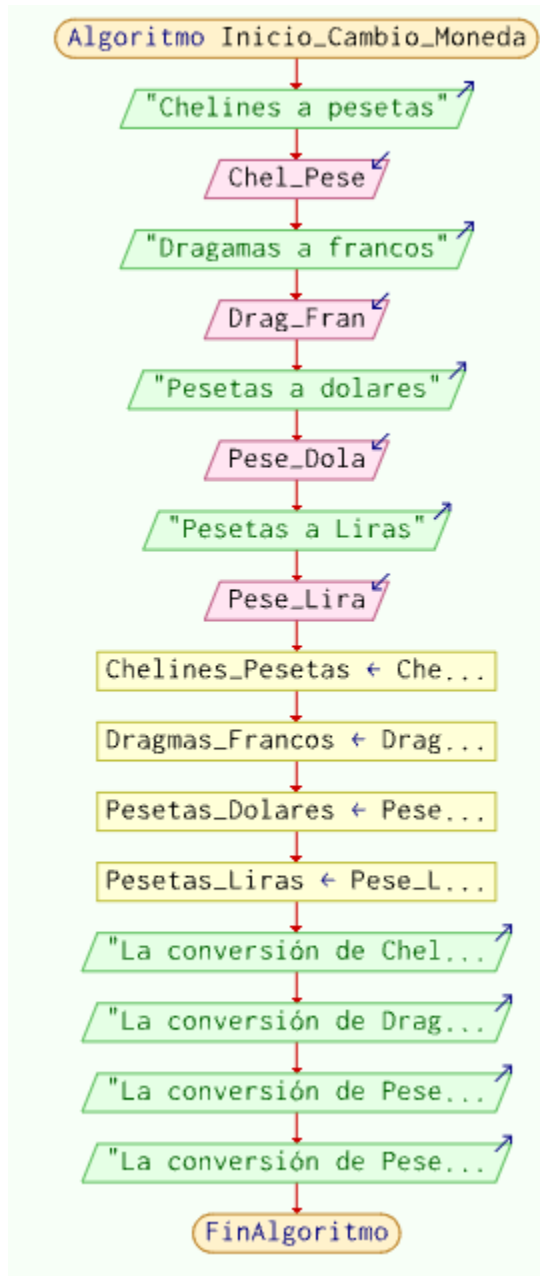 Algoritmo Inicio_Cambio_Moneda
"Chelines a pesetas"
Chel_Pese
"Dragamas a francos"
Drag_Fran
"Pesetas a dolares"
Pese_Dola
"Pesetas a Liras"
Pese_Lira
Chelines_Pesetas ← Che...
Dragmas_Francos ← Drag...
Pesetas_Dolares ← Pese...
Pesetas_Liras ← Pese_L...
"La conversión de Chel...
"La conversión de Drag...
"La conversión de Pese...
"La conversión de Pese...
FinAlgoritmo